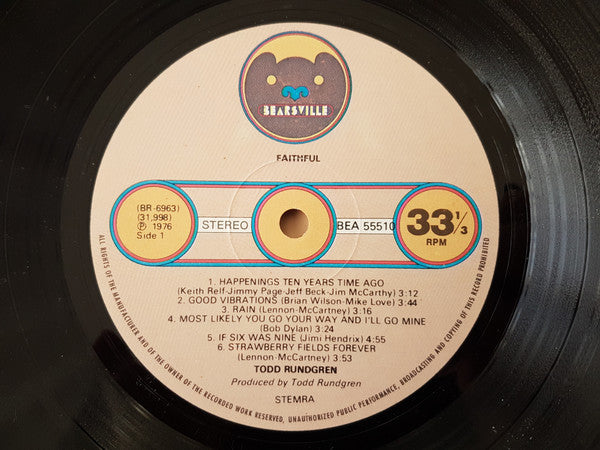 BEARSVILLE
FAITHFUL
(BR-6963)
(31,998)
℗ 1976
Side 1
STEREO
BEA 55510
33 1/3
RPM
1. HAPPENINGS TEN YEARS TIME AGO
(Keith Relf-Jimmy Page-Jeff Beck-Jim McCarthy) 3:12
2. GOOD VIBRATIONS (Brian Wilson-Mike Love) 3:44
3. RAIN (Lennon-McCartney) 3:16
4. MOST LIKELY YOU GO YOUR WAY AND I'LL GO MINE
(Bob Dylan) 3:24
5. IF SIX WAS NINE (Jimi Hendrix) 4:55
6. STRAWBERRY FIELDS FOREVER
(Lennon-McCartney) 3:53
TODD RUNDGREN
Produced by Todd Rundgren
STEMRA
ALL RIGHTS OF THE MANUFACTURER AND OF THE OWNER OF THE RECORDED WORK RESERVED, UNAUTHORIZED PUBLIC PERFORMANCE, BROADCASTING AND COPYING OF THIS RECORD PROHIBITED